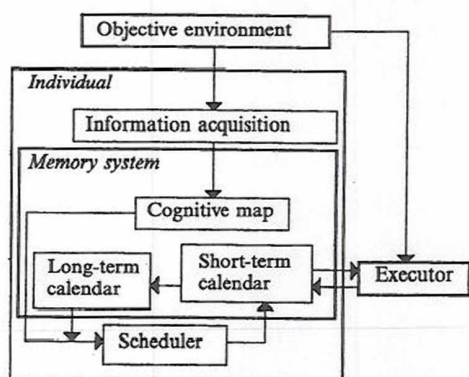 Objective environment
Individual
Information acquisition
Memory system
Cognitive map
Long-term
calendar
Short-term
calendar
Executor
Scheduler